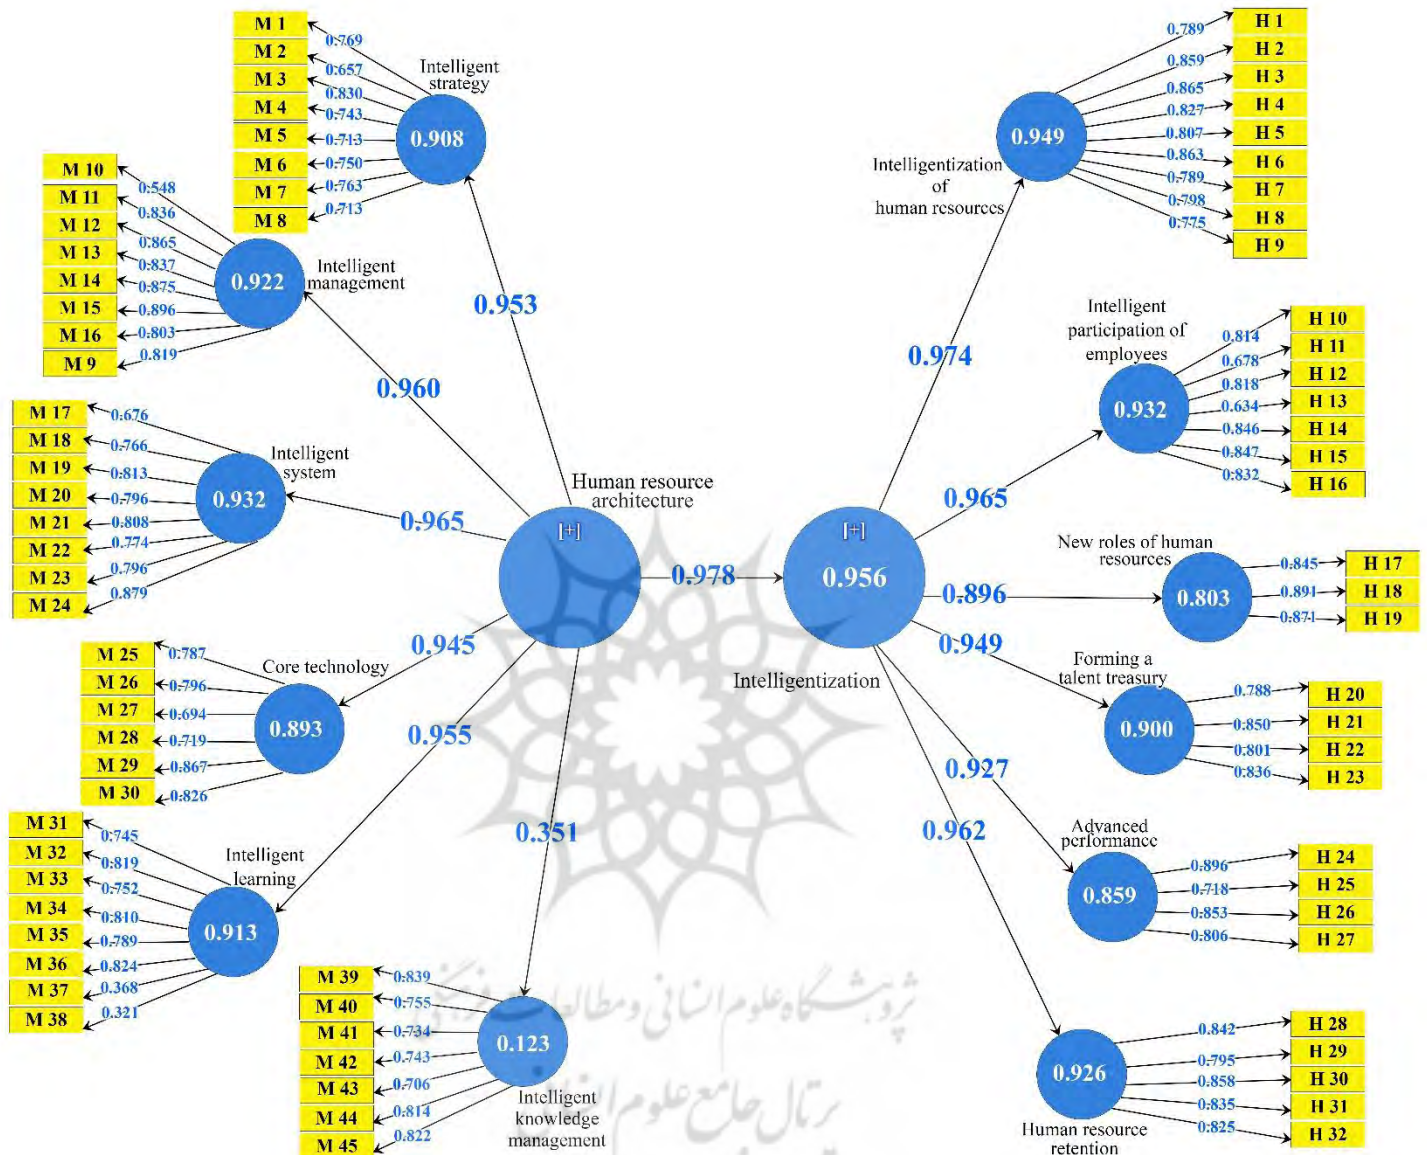 M 1
M 2
M 3
M 4
M 5
M 6
M 7
M 8
0.769
0.657
0.830
0.743
0.713
0.750
0.763
0.713
Intelligent
strategy
0.908
M 10
M 11
M 12
M 13
M 14
M 15
M 16
M 9
0.548
0.836
0.865
0.837
0.875
0.896
0.803
0.819
0.922
Intelligent
management
M 17
M 18
M 19
M 20
M 21
M 22
M 23
M 24
0.676
0.766
0.813
0.796
0.808
0.774
0.796
0.879
Intelligent
system
0.932
M 25
M 26
M 27
M 28
M 29
M 30
0.787
0.796
0.694
0.719
0.867
0.826
Core technology
0.893
M 31
M 32
M 33
M 34
M 35
M 36
M 37
M 38
0.745
0.819
0.752
0.810
0.789
0.824
0.368
0.321
Intelligent
learning
0.913
M 39
M 40
M 41
M 42
M 43
M 44
M 45
0.839
0.755
0.734
0.743
0.706
0.814
0.822
0.123
Intelligent
knowledge
management
0.953
0.960
0.965
0.945
0.955
0.351
Human resource
architecture
[+]
0.978
[+]
0.956
Intelligentization
0.974
0.965
0.896
0.949
0.927
0.962
0.949
Intelligentization
of
human resources
0.789
0.859
0.865
0.827
0.807
0.863
0.789
0.798
0.775
H 1
H 2
H 3
H 4
H 5
H 6
H 7
H 8
H 9
Intelligent
participation of
employees
0.932
0.814
0.678
0.818
0.634
0.846
0.847
0.832
H 10
H 11
H 12
H 13
H 14
H 15
H 16
New roles of human
resources
0.803
0.845
0.891
0.871
H 17
H 18
H 19
Forming a
talent treasury
0.900
0.788
0.850
0.801
0.836
H 20
H 21
H 22
H 23
Advanced
performance
0.859
0.896
0.718
0.853
0.806
H 24
H 25
H 26
H 27
0.926
Human resource
retention
0.842
0.795
0.858
0.835
0.825
H 28
H 29
H 30
H 31
H 32
پژوهشگاه علوم انسانی و مطالعات فرهنگی
پرتال جامع علوم انسانی